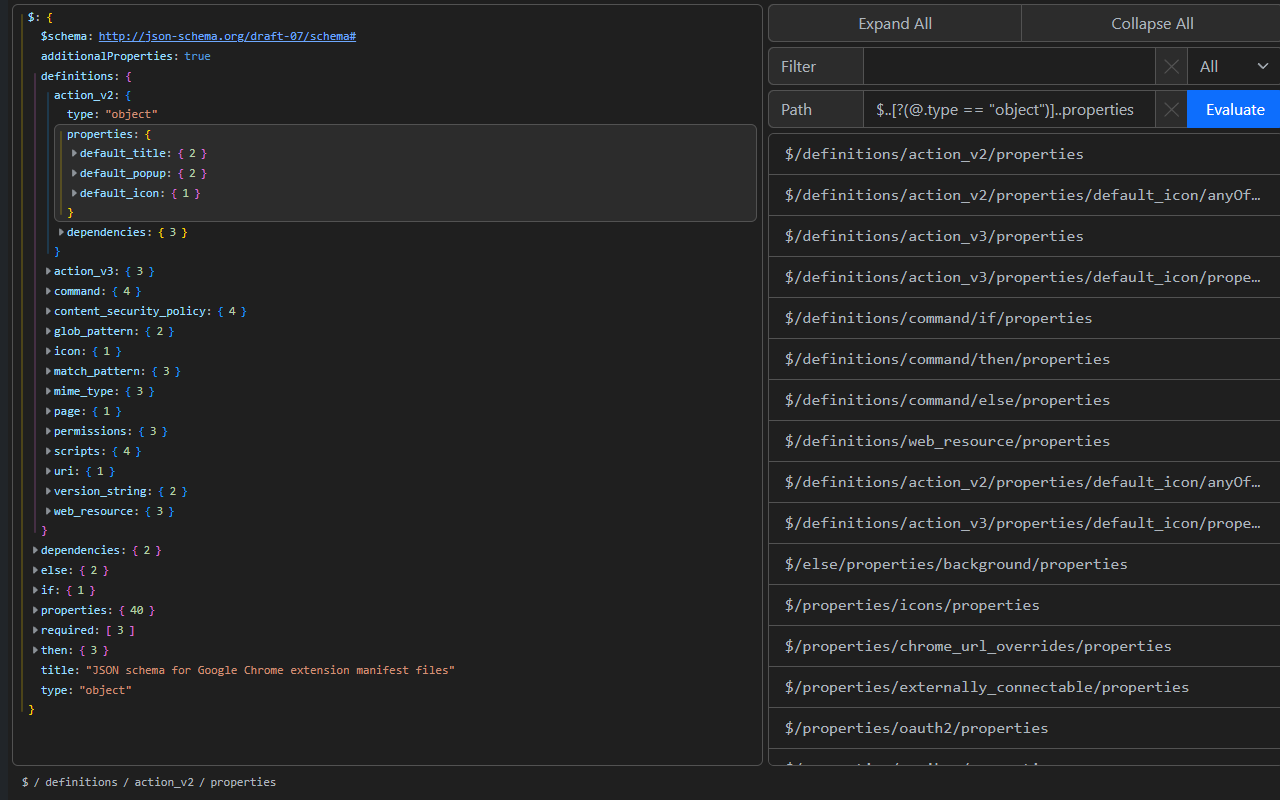 $: {
$schema: http://json-schema.org/draft-07/schema#
additionalProperties: true
definitions: {
action_v2: {
type: "object"
properties: {
default_title: { 2 }
default_popup: { 2 }
default_icon: { 1 }
}
dependencies: { 3 }
}
action_v3: { 3 }
command: { 4 }
content_security_policy: { 4 }
glob_pattern: { 2 }
icon: { 1 }
match_pattern: { 3 }
mime_type: { 3 }
page: { 1 }
permissions: { 3 }
scripts: { 4 }
uri: { 1 }
version_string: { 2 }
web_resource: { 3 }
}
dependencies: { 2 }
else: { 2 }
if: { 1 }
properties: { 40 }
required: [ 3 ]
then: { 3 }
title: "JSON schema for Google Chrome extension manifest files"
type: "object"
}
$ / definitions / action_v2 / properties
Expand All Collapse All
Filter All
Path $..[?(@.type == "object")]..properties Evaluate
$/definitions/action_v2/properties
$/definitions/action_v2/properties/default_icon/anyOf…
$/definitions/action_v3/properties
$/definitions/action_v3/properties/default_icon/prope…
$/definitions/command/if/properties
$/definitions/command/then/properties
$/definitions/command/else/properties
$/definitions/web_resource/properties
$/definitions/action_v2/properties/default_icon/anyOf…
$/definitions/action_v3/properties/default_icon/prope…
$/else/properties/background/properties
$/properties/icons/properties
$/properties/chrome_url_overrides/properties
$/properties/externally_connectable/properties
$/properties/oauth2/properties